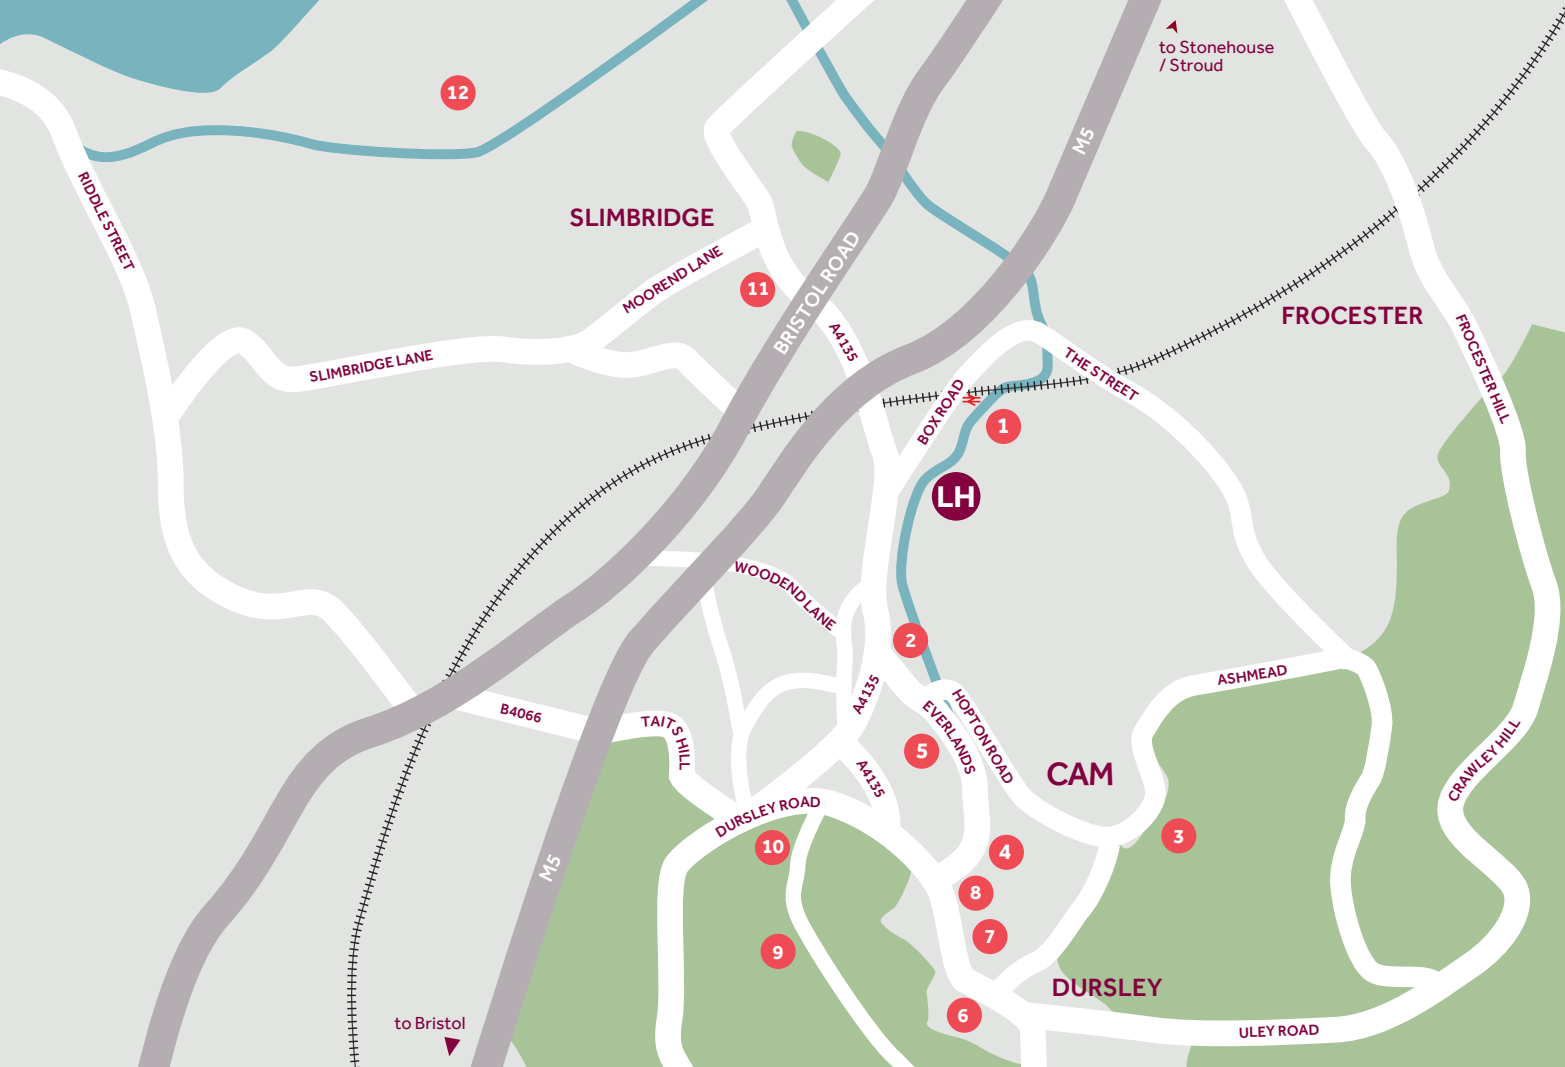 to Stonehouse
/ Stroud
12
M5
RIDDLE STREET
SLIMBRIDGE
MOOREND LANE
11
BRISTOL ROAD
FROCESTER
A4135
SLIMBRIDGE LANE
THE STREET
FROCESTER HILL
BOX ROAD
1
LH
WOODEND LANE
2
A4135
ASHMEAD
B4066
TAITS HILL
EVERLANDS
HOPTON ROAD
5
A4135
CAM
CRAWLEY HILL
DURSLEY ROAD
10
4
3
M5
8
7
9
DURSLEY
6
to Bristol
ULEY ROAD